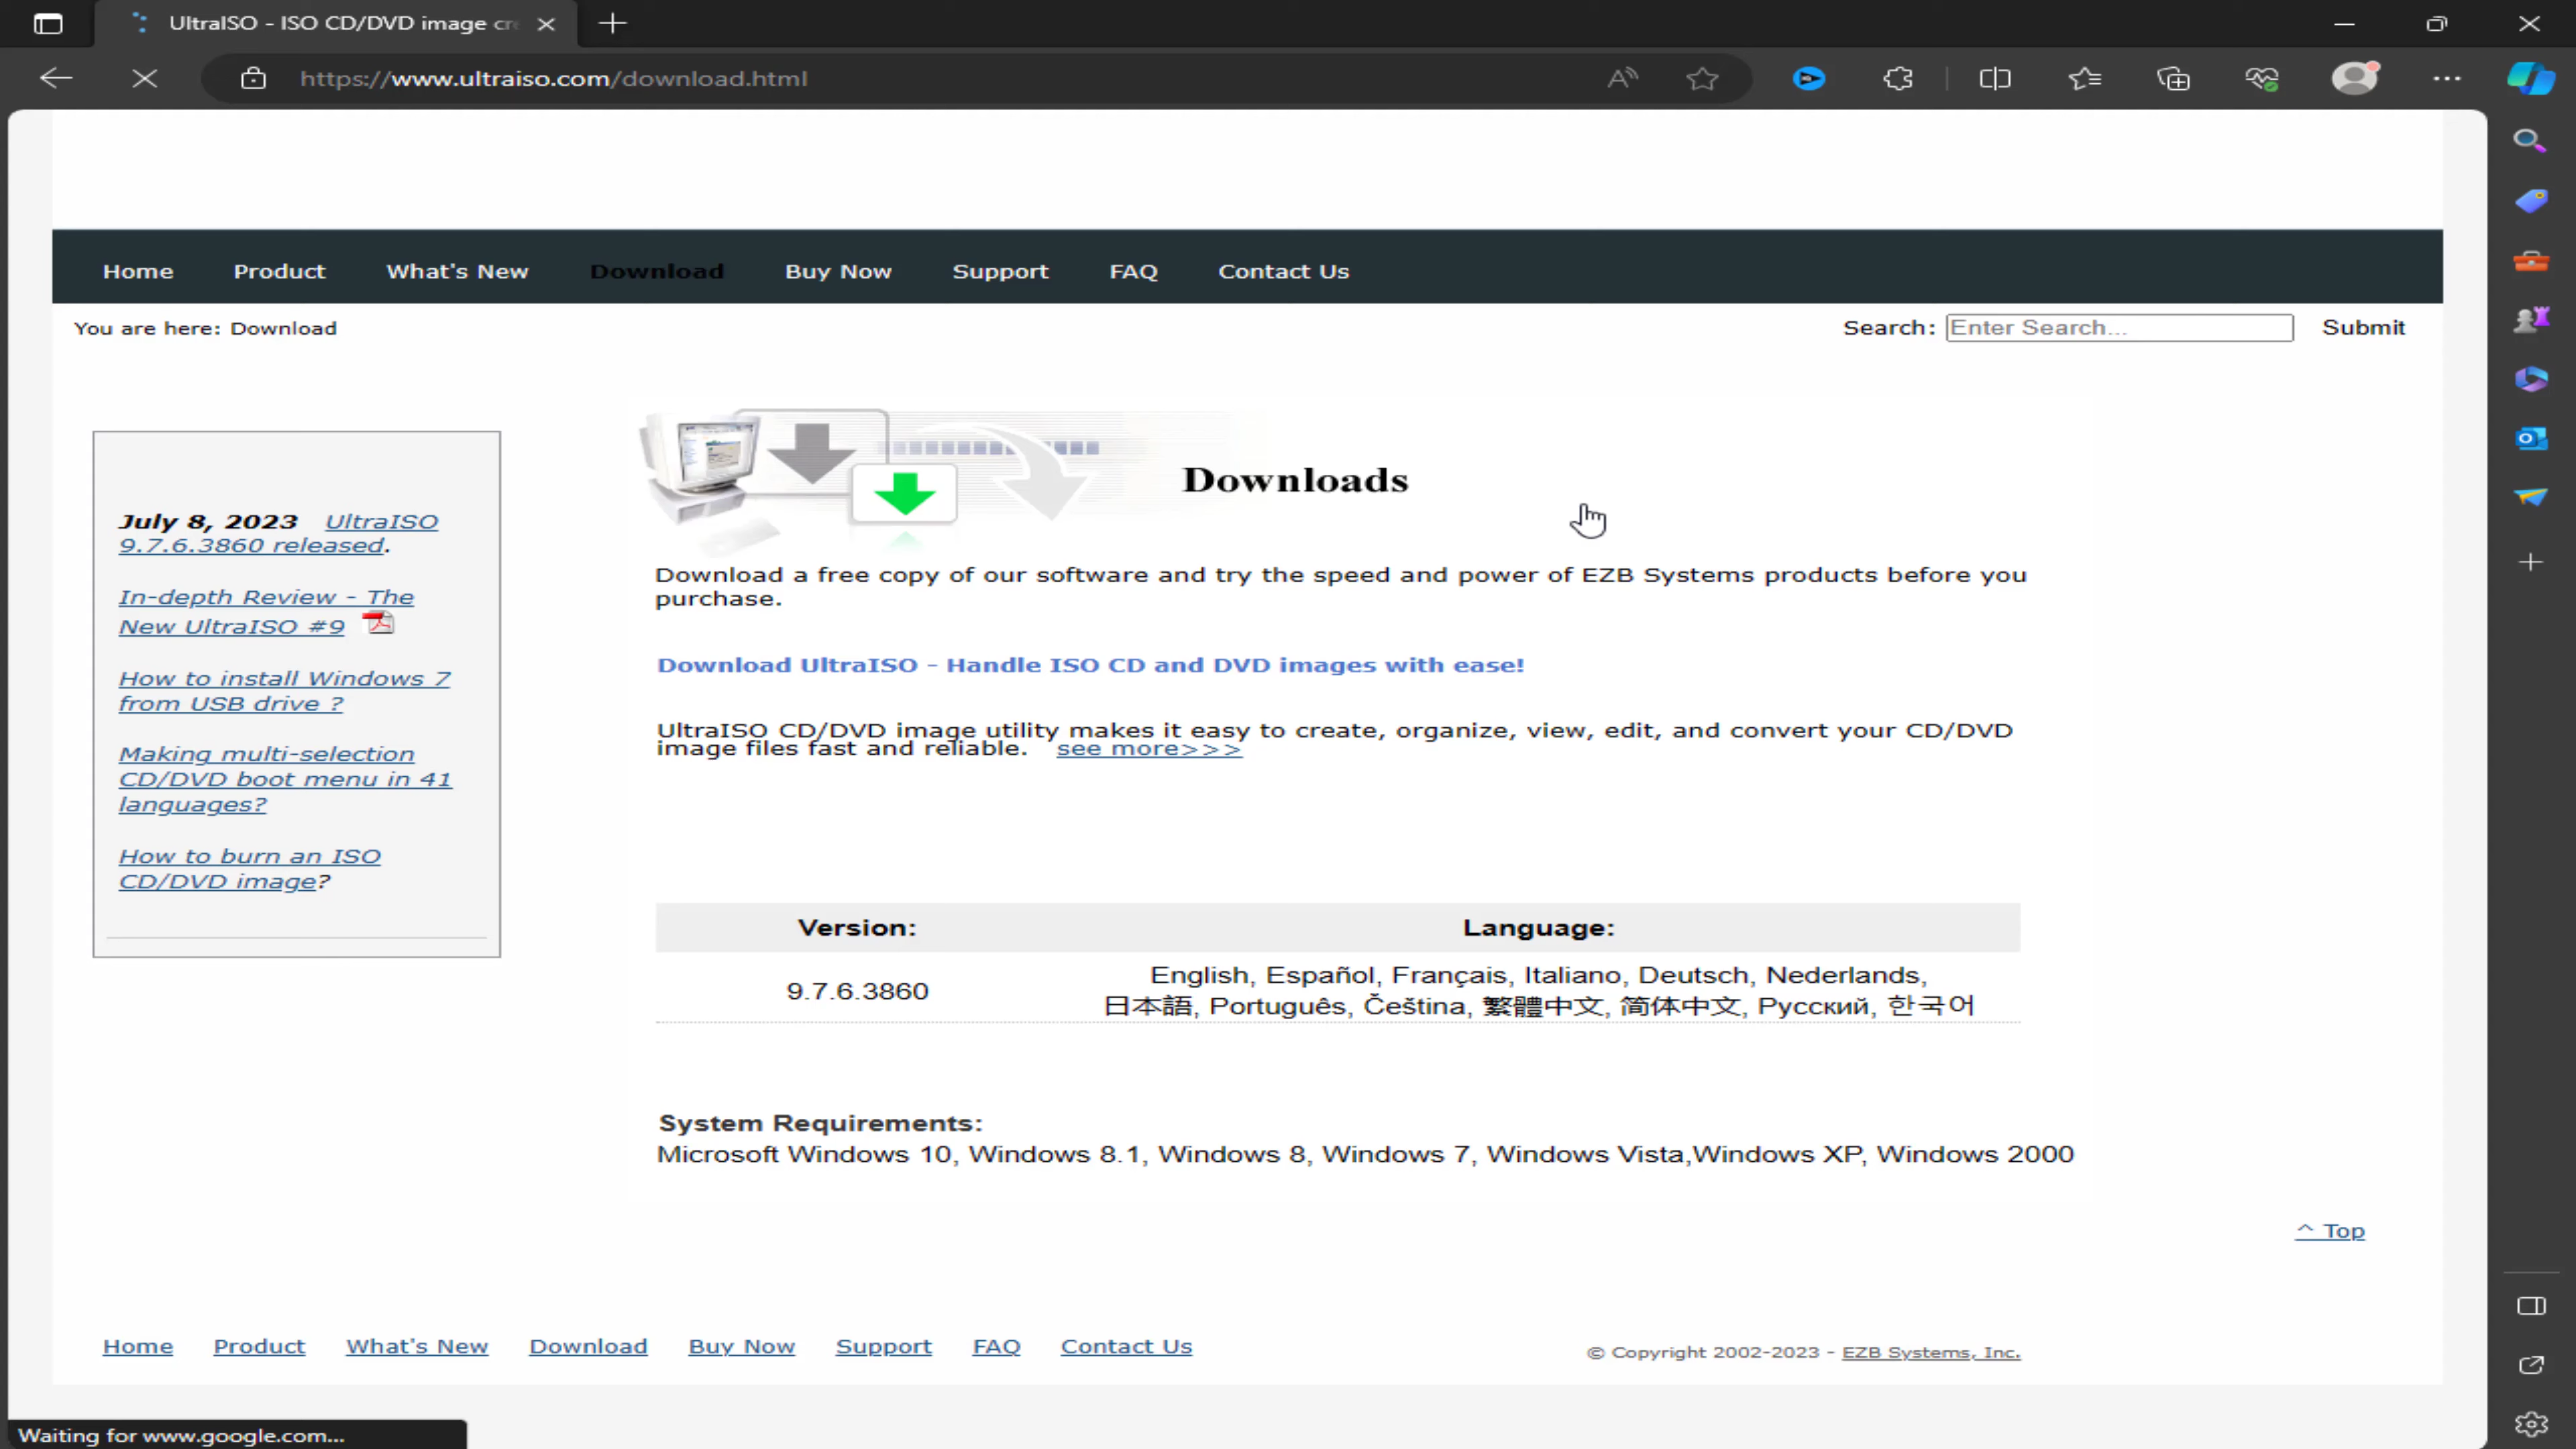 UltraISO - ISO CD/DVD image cr
https://www.ultraiso.com/download.html
Home Product What's New Download Buy Now Support FAQ Contact Us
You are here: Download
Search: Enter Search... Submit
Downloads
July 8, 2023 UltraISO
9.7.6.3860 released.
In-depth Review - The
New UltraISO #9
How to install Windows 7
from USB drive ?
Making multi-selection
CD/DVD boot menu in 41
languages?
How to burn an ISO
CD/DVD image?
Download a free copy of our software and try the speed and power of EZB Systems products before you
purchase.
Download UltraISO - Handle ISO CD and DVD images with ease!
UltraISO CD/DVD image utility makes it easy to create, organize, view, edit, and convert your CD/DVD
image files fast and reliable. see more>>>
Version: Language:
9.7.6.3860
English, Español, Français, Italiano, Deutsch, Nederlands,
日本語, Português, Čeština, 繁體中文, 简体中文, Русский, 한국어
System Requirements:
Microsoft Windows 10, Windows 8.1, Windows 8, Windows 7, Windows Vista,Windows XP, Windows 2000
^ Top
Home Product What's New Download Buy Now Support FAQ Contact Us
© Copyright 2002-2023 - EZB Systems, Inc.
Waiting for www.google.com...